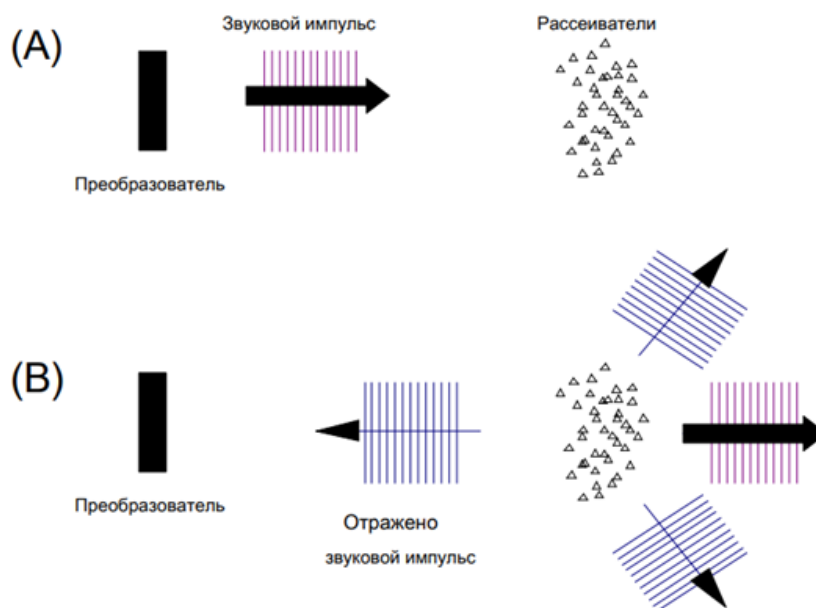 (A)
Звуковой импульс
Рассеиватели
Преобразователь
(B)
Преобразователь
Отражено
звуковой импульс